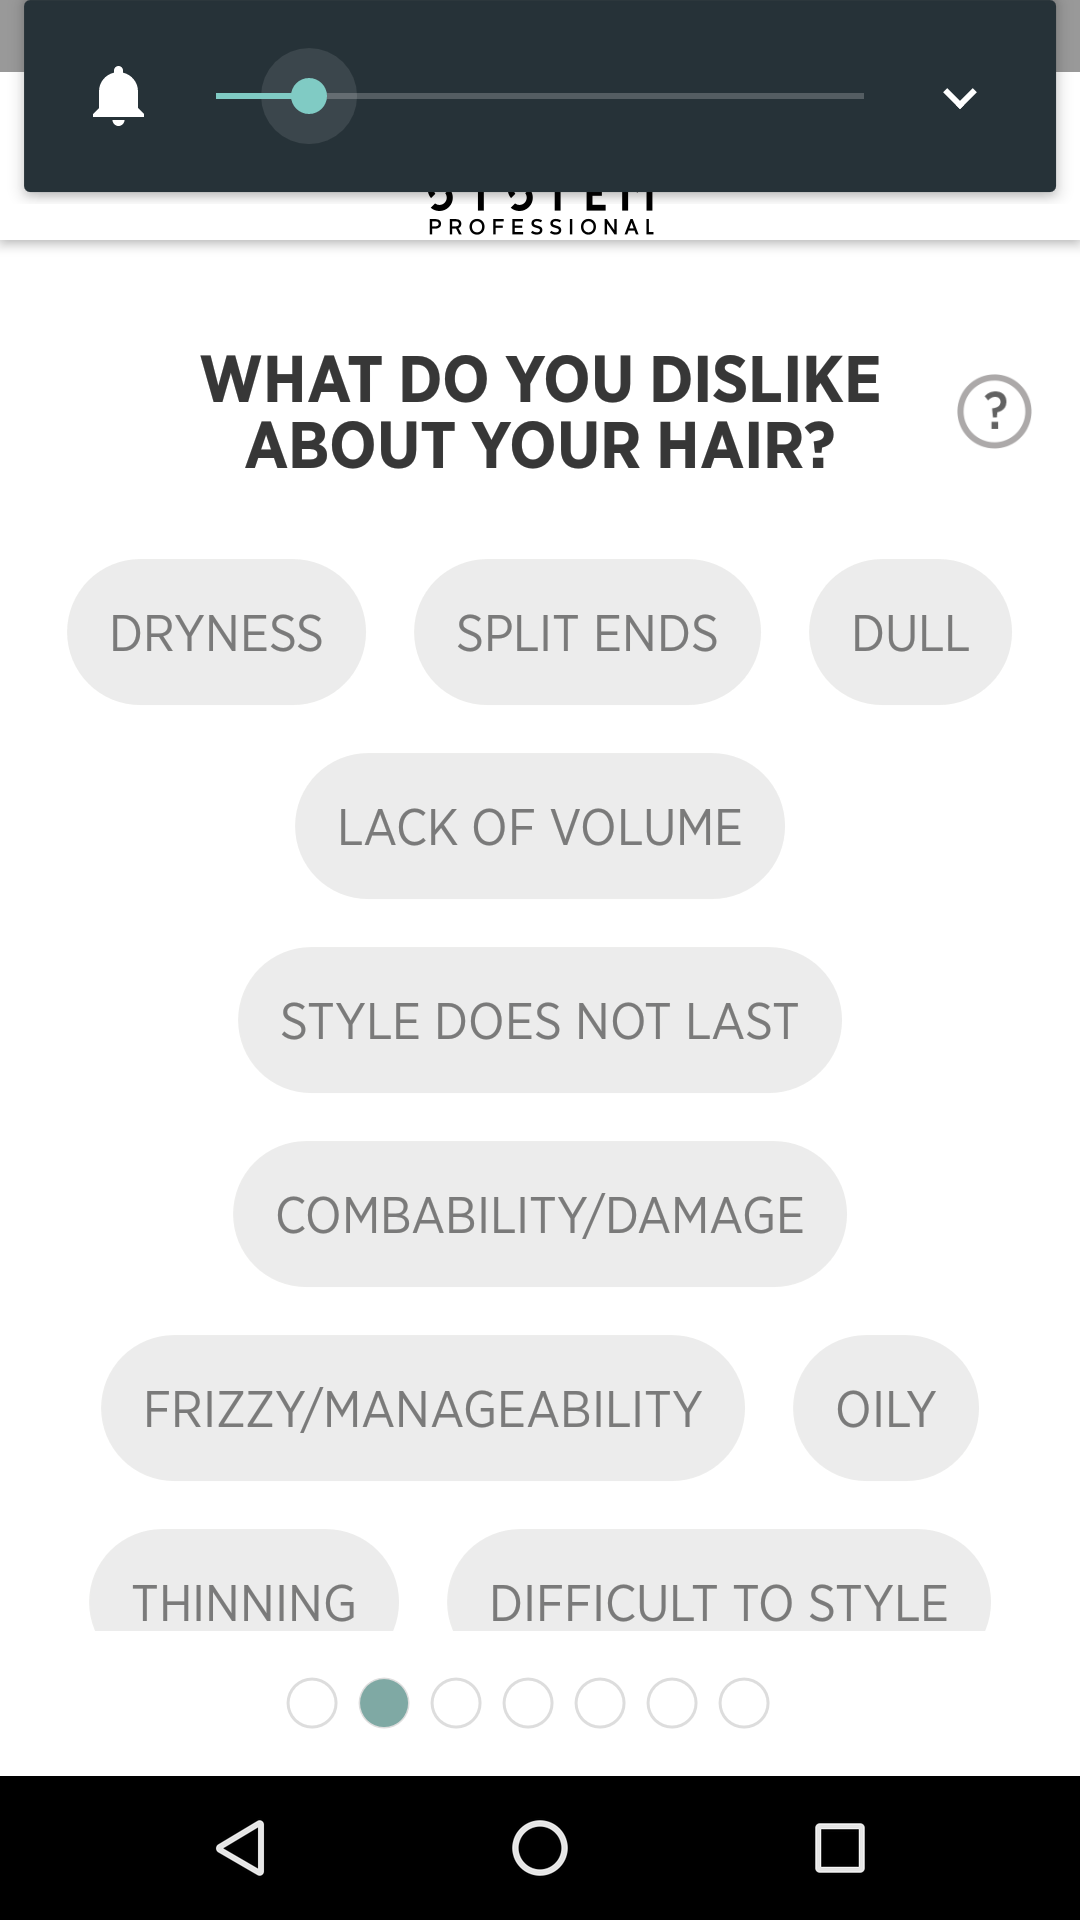 PROFESSIONAL
WHAT DO YOU DISLIKE
ABOUT YOUR HAIR?
?
DRYNESS
SPLIT ENDS
DULL
LACK OF VOLUME
STYLE DOES NOT LAST
COMBABILITY/DAMAGE
FRIZZY/MANAGEABILITY
OILY
THINNING
DIFFICULT TO STYLE